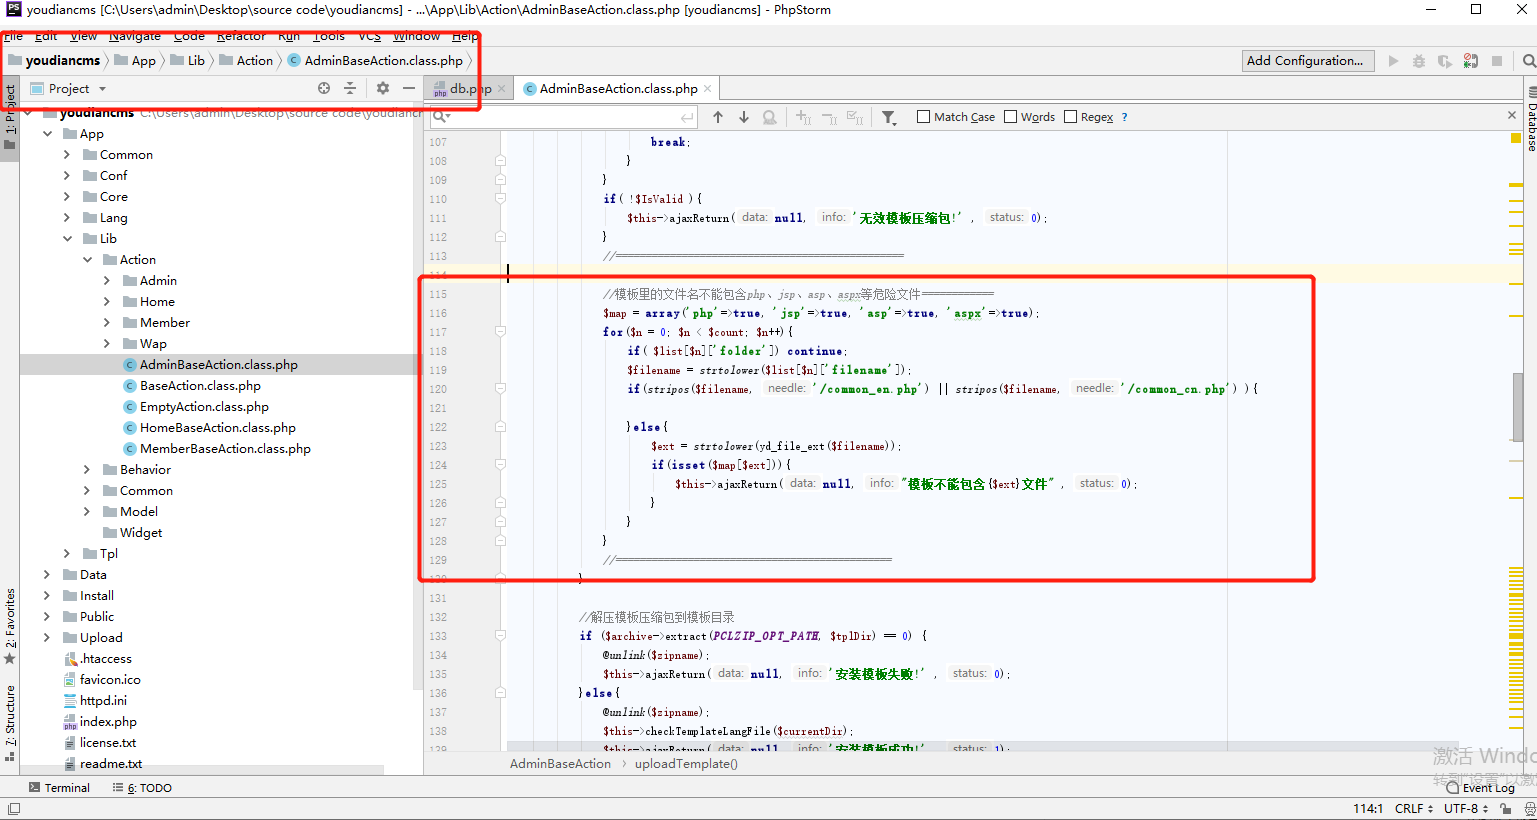 youdiancms [C:\Users\admin\Desktop\source code\youdiancms] - ...\App\Lib\Action\AdminBaseAction.class.php [youdiancms] - PhpStorm
File Edit View Navigate Code Refactor Run Tools VCS Window Help
youdiancms App Lib Action AdminBaseAction.class.php
Add Configuration...
Project
db.php
AdminBaseAction.class.php
1: Project
2: Favorites
7: Structure
Database
youdiancms C:\Users\admin\Desktop\source code\youdiancm
App
Common
Conf
Core
Lang
Lib
Action
Admin
Home
Member
Wap
AdminBaseAction.class.php
BaseAction.class.php
EmptyAction.class.php
HomeBaseAction.class.php
MemberBaseAction.class.php
Behavior
Common
Model
Widget
Tpl
Data
Install
Public
Upload
.htaccess
favicon.ico
httpd.ini
index.php
license.txt
readme.txt
Match Case Words Regex ?
107 break;
108 }
109 }
110 if( !$IsValid ){
111 $this->ajaxReturn( data: null, info: '无效模板压缩包!' , status: 0);
112 }
113 //==========================================
114
115 //模板里的文件名不能包含php、jsp、asp、aspx等危险文件============
116 $map = array('php'=>true, 'jsp'=>true, 'asp'=>true, 'aspx'=>true);
117 for($n = 0; $n < $count; $n++){
118 if( $list[$n]['folder']) continue;
119 $filename = strtolower($list[$n]['filename']);
120 if(stripos($filename, needle: '/common_en.php') || stripos($filename, needle: '/common_cn.php') ){
121
122 }else{
123 $ext = strtolower(yd_file_ext($filename));
124 if(isset($map[$ext])){
125 $this->ajaxReturn( data: null, info: "模板不能包含{$ext}文件" , status: 0);
126 }
127 }
128 }
129 //========================================
130 }
131
132 //解压模板压缩包到模板目录
133 if ($archive->extract(PCLZIP_OPT_PATH, $tplDir) == 0) {
134 @unlink($zipname);
135 $this->ajaxReturn( data: null, info: '安装模板失败!' , status: 0);
136 }else{
137 @unlink($zipname);
138 $this->checkTemplateLangFile($currentDir);
139 $this->ajaxReturn( data: null, info: '安装模板成功!' , status: 1);
AdminBaseAction › uploadTemplate()
激活 Windo
转到"设置"以激
Terminal 6: TODO
Event Log
114:1 CRLF UTF-8